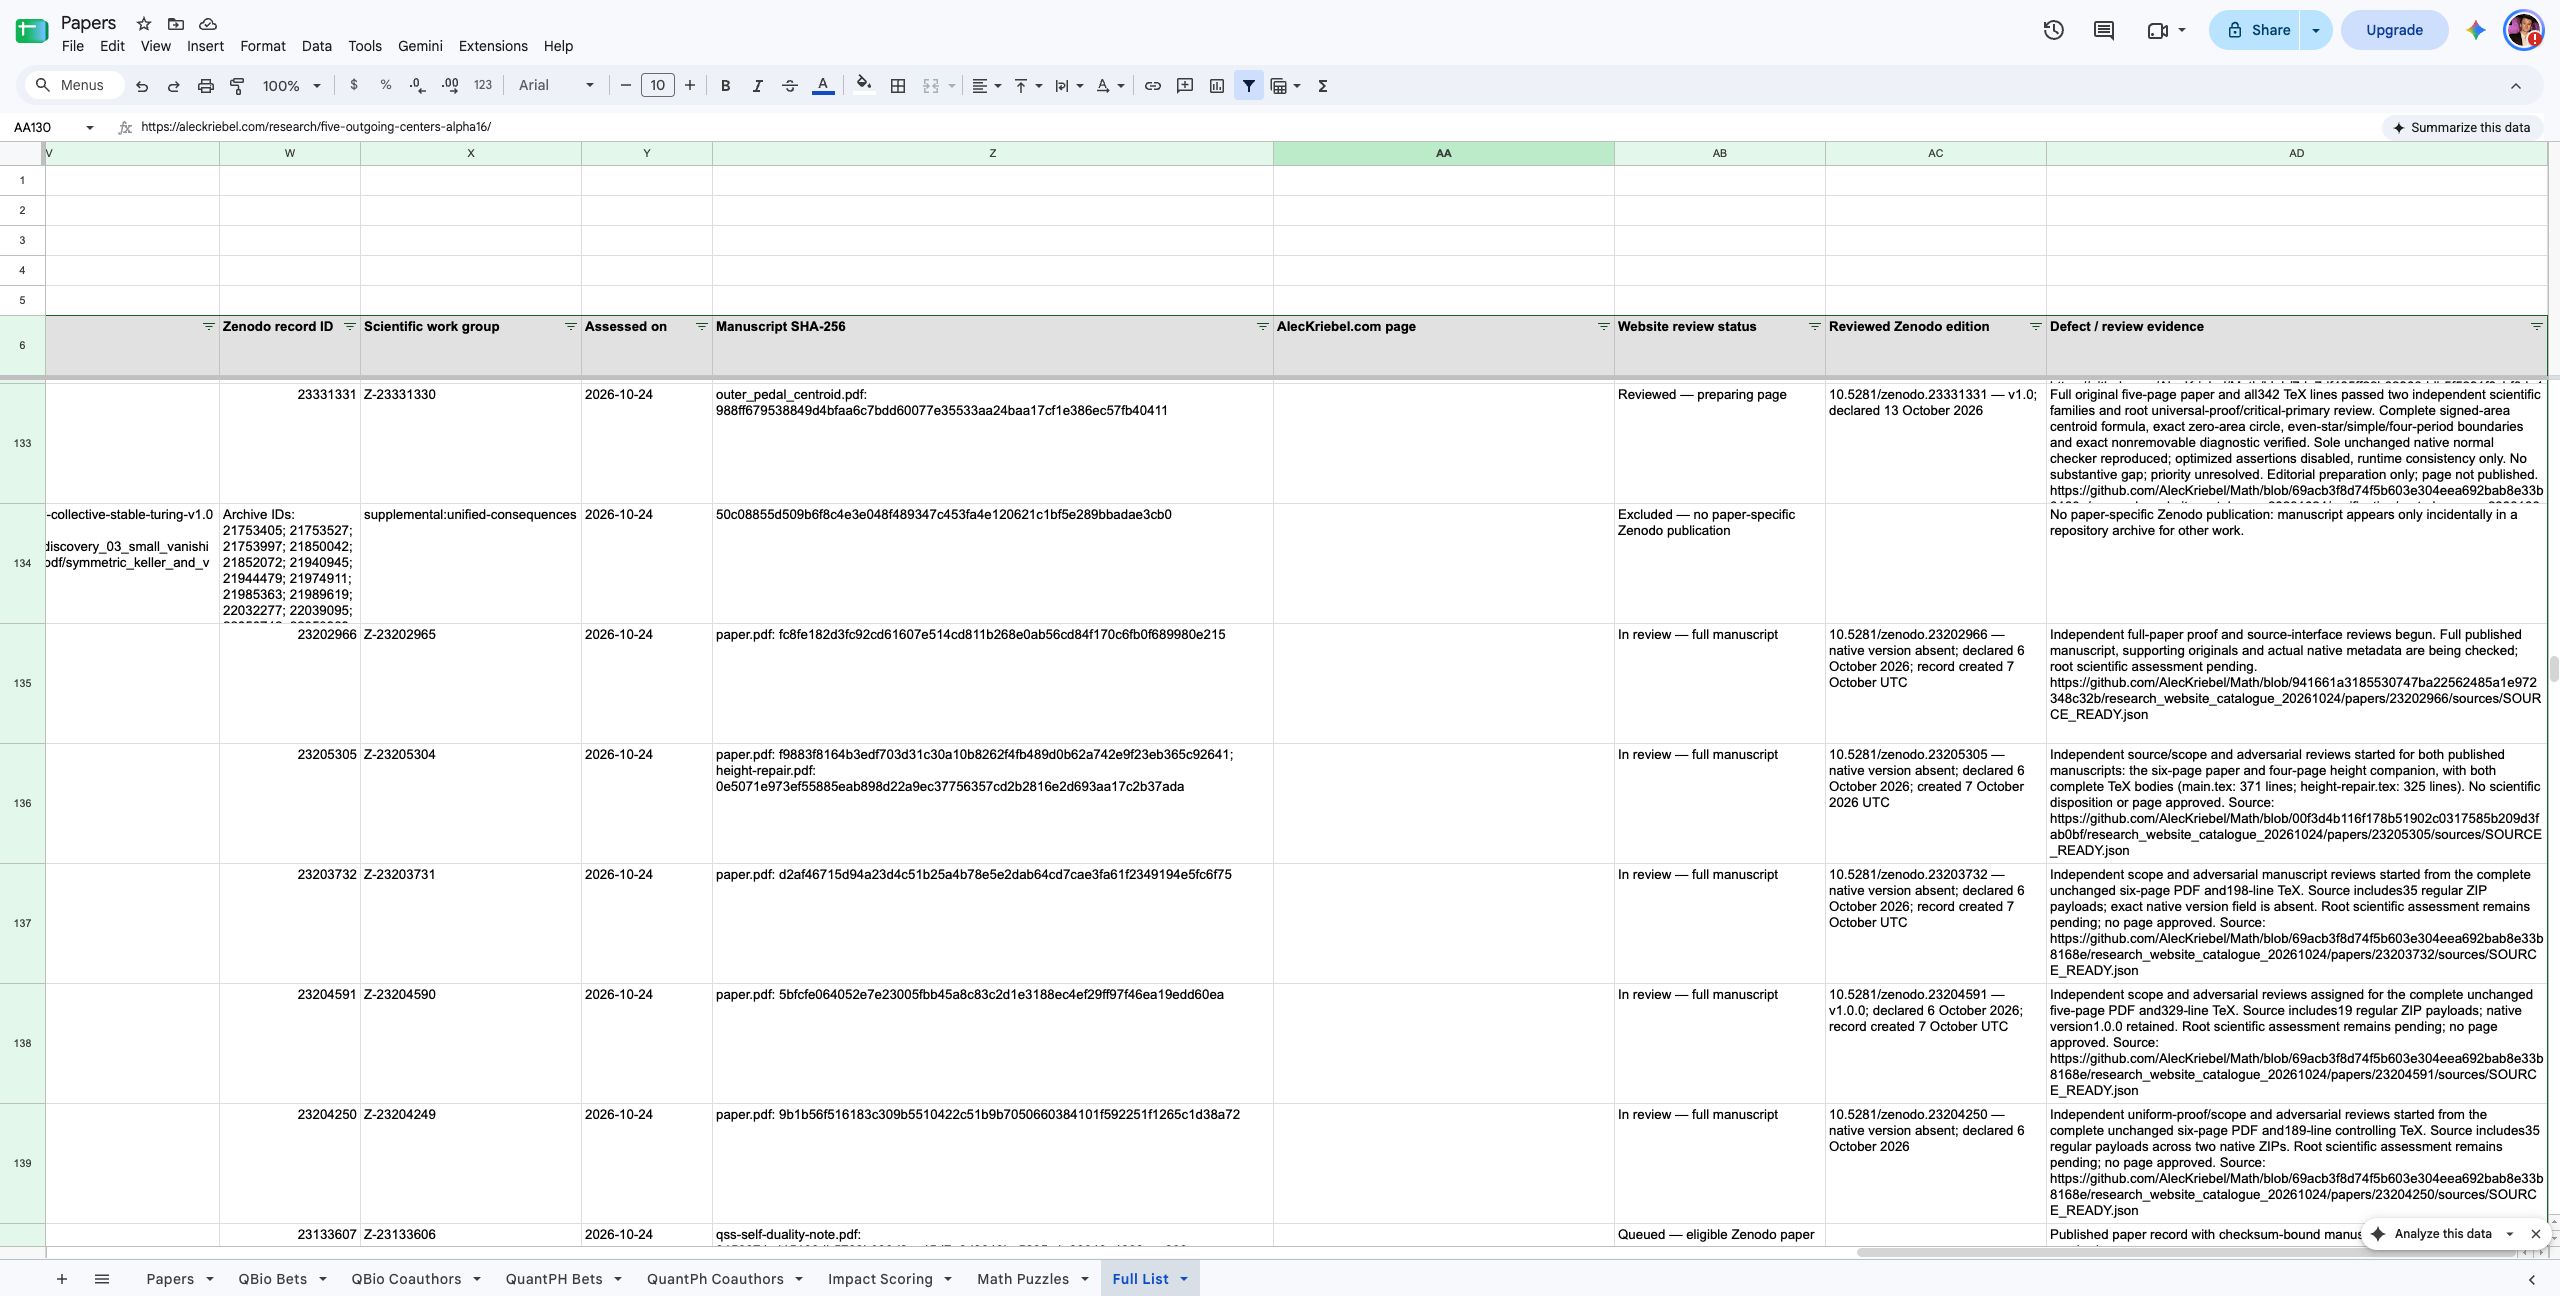 Papers
File Edit View Insert Format Data Tools Gemini Extensions Help
Share
Upgrade
Menus
100%
$ % .0 .00 123
Arial
10
AA130
https://aleckriebel.com/research/five-outgoing-centers-alpha16/
Summarize this data
V W X Y Z AA AB AC AD
1
2
3
4
5
6
Zenodo record ID
Scientific work group
Assessed on
Manuscript SHA-256
AlecKriebel.com page
Website review status
Reviewed Zenodo edition
Defect / review evidence
133
23331331
Z-23331330
2026-10-24
outer_pedal_centroid.pdf:
988ff679538849d4bfaa6c7bdd60077e35533aa24baa17cf1e386ec57fb40411
Reviewed — preparing page
10.5281/zenodo.23331331 — v1.0;
declared 13 October 2026
Full original five-page paper and all342 TeX lines passed two independent scientific
families and root universal-proof/critical-primary review. Complete signed-area
centroid formula, exact zero-area circle, even-star/simple/four-period boundaries
and exact nonremovable diagnostic verified. Sole unchanged native normal
checker reproduced; optimized assertions disabled, runtime consistency only. No
substantive gap; priority unresolved. Editorial preparation only; page not published.
https://github.com/AlecKriebel/Math/blob/69acb3f8d74f5b603e304eea692bab8e33b
134
-collective-stable-turing-v1.0
discovery_03_small_vanishi
pdf/symmetric_keller_and_v
Archive IDs:
21753405; 21753527;
21753997; 21850042;
21852072; 21940945;
21944479; 21974911;
21985363; 21989619;
22032277; 22039095;
supplemental:unified-consequences
2026-10-24
50c08855d509b6f8c4e3e048f489347c453fa4e120621c1bf5e289bbadae3cb0
Excluded — no paper-specific
Zenodo publication
No paper-specific Zenodo publication: manuscript appears only incidentally in a
repository archive for other work.
135
23202966
Z-23202965
2026-10-24
paper.pdf: fc8fe182d3fc92cd61607e514cd811b268e0ab56cd84f170c6fb0f689980e215
In review — full manuscript
10.5281/zenodo.23202966 —
native version absent; declared 6
October 2026; record created 7
October UTC
Independent full-paper proof and source-interface reviews begun. Full published
manuscript, supporting originals and actual native metadata are being checked;
root scientific assessment pending.
https://github.com/AlecKriebel/Math/blob/941661a3185530747ba22562485a1e972
348c32b/research_website_catalogue_20261024/papers/23202966/sources/SOUR
CE_READY.json
136
23205305
Z-23205304
2026-10-24
paper.pdf: f9883f8164b3edf703d31c30a10b8262f4fb489d0b62a742e9f23eb365c92641;
height-repair.pdf:
0e5071e973ef55885eab898d22a9ec37756357cd2b2816e2d693aa17c2b37ada
In review — full manuscript
10.5281/zenodo.23205305 —
native version absent; declared 6
October 2026; created 7 October
2026 UTC
Independent source/scope and adversarial reviews started for both published
manuscripts: the six-page paper and four-page height companion, with both
complete TeX bodies (main.tex: 371 lines; height-repair.tex: 325 lines). No scientific
disposition or page approved. Source:
https://github.com/AlecKriebel/Math/blob/00f3d4b116f178b51902c0317585b209d3f
ab0bf/research_website_catalogue_20261024/papers/23205305/sources/SOURCE
_READY.json
137
23203732
Z-23203731
2026-10-24
paper.pdf: d2af46715d94a23d4c51b25a4b78e5e2dab64cd7cae3fa61f2349194e5fc6f75
In review — full manuscript
10.5281/zenodo.23203732 —
native version absent; declared 6
October 2026; record created 7
October UTC
Independent scope and adversarial manuscript reviews started from the complete
unchanged six-page PDF and198-line TeX. Source includes35 regular ZIP
payloads; exact native version field is absent. Root scientific assessment remains
pending; no page approved. Source:
https://github.com/AlecKriebel/Math/blob/69acb3f8d74f5b603e304eea692bab8e33b
8168e/research_website_catalogue_20261024/papers/23203732/sources/SOURC
E_READY.json
138
23204591
Z-23204590
2026-10-24
paper.pdf: 5bfcfe064052e7e23005fbb45a8c83c2d1e3188ec4ef29ff97f46ea19edd60ea
In review — full manuscript
10.5281/zenodo.23204591 —
v1.0.0; declared 6 October 2026;
record created 7 October UTC
Independent scope and adversarial reviews assigned for the complete unchanged
five-page PDF and329-line TeX. Source includes19 regular ZIP payloads; native
version1.0.0 retained. Root scientific assessment remains pending; no page
approved. Source:
https://github.com/AlecKriebel/Math/blob/69acb3f8d74f5b603e304eea692bab8e33b
8168e/research_website_catalogue_20261024/papers/23204591/sources/SOURC
E_READY.json
139
23204250
Z-23204249
2026-10-24
paper.pdf: 9b1b56f516183c309b5510422c51b9b7050660384101f592251f1265c1d38a72
In review — full manuscript
10.5281/zenodo.23204250 —
native version absent; declared 6
October 2026
Independent uniform-proof/scope and adversarial reviews started from the
complete unchanged six-page PDF and189-line controlling TeX. Source includes35
regular payloads across two native ZIPs. Root scientific assessment remains
pending; no page approved. Source:
https://github.com/AlecKriebel/Math/blob/69acb3f8d74f5b603e304eea692bab8e33b
8168e/research_website_catalogue_20261024/papers/23204250/sources/SOURC
E_READY.json
23133607
Z-23133606
2026-10-24
qss-self-duality-note.pdf:
Queued — eligible Zenodo paper
Published paper record with checksum-bound
Analyze this data
Papers QBio Bets QBio Coauthors QuantPH Bets QuantPh Coauthors Impact Scoring Math Puzzles Full List